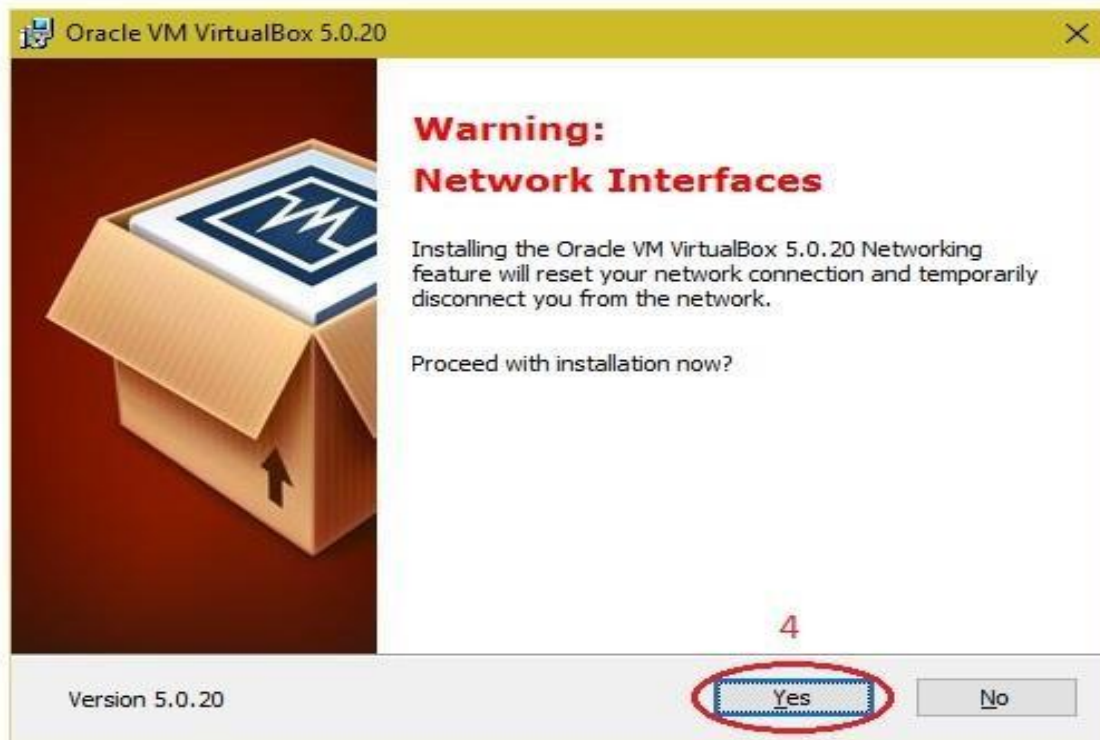 Oracle VM VirtualBox 5.0.20
Warning:
Network Interfaces
Installing the Oracle VM VirtualBox 5.0.20 Networking
feature will reset your network connection and temporarily
disconnect you from the network.
Proceed with installation now?
4
Version 5.0.20
Yes
No